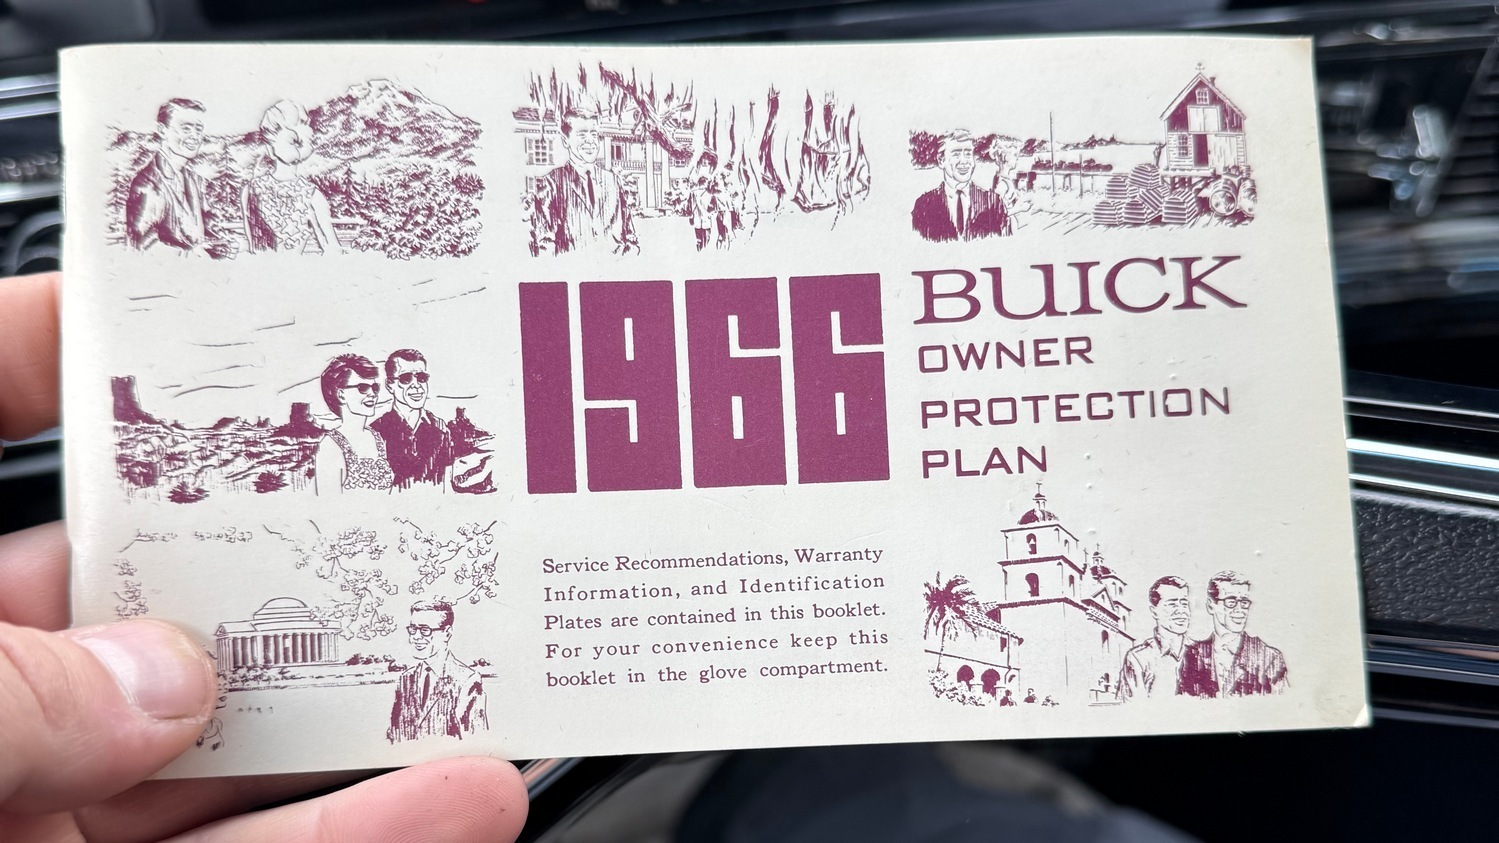 1966
BUICK
OWNER
PROTECTION
PLAN
Service Recommendations, Warranty
Information, and Identification
Plates are contained in this booklet.
For your convenience keep this
booklet in the glove compartment.